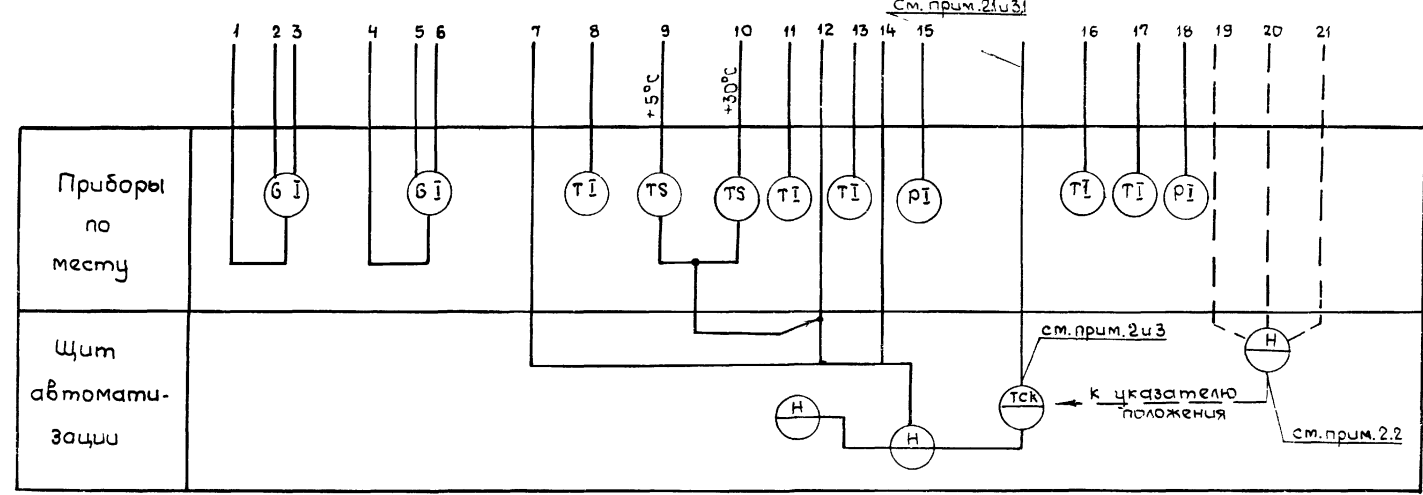 См. прим. 2.1 и 3.1
1 2 3 4 5 6 7 8 9 10 11 12 13 14 15 16 17 18 19 20 21
+5°С
+30°С
Приборы
по
месту
GI
GI
TI
TS
TS
TI
TI
PI
TI
TI
PI
Щит
автомати-
зации
см. прим. 2 и 3
H
H
H
TCK
к указателю
положения
см. прим. 2.2